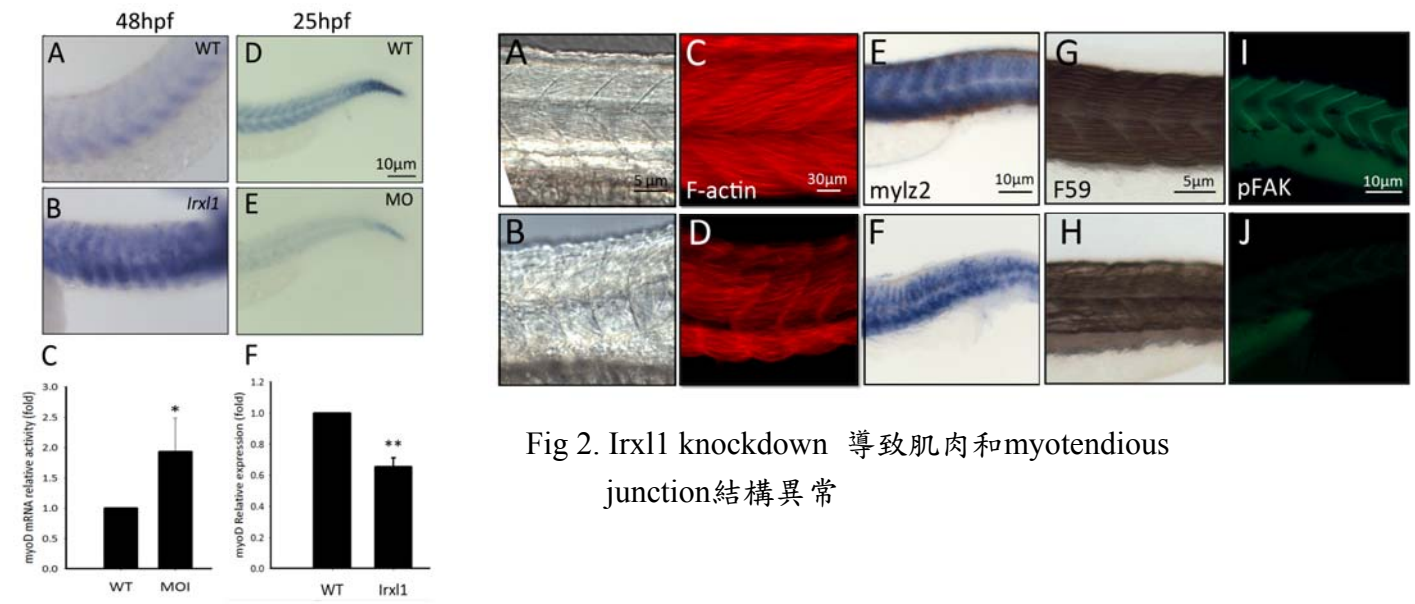 48hpf
25hpf
A
WT
D
WT
10μm
B
Irxl1
E
MO
C
F
myoD mRNA relative activity (fold)
3.0
2.5
2.0
1.5
1.0
0.5
0.0
*
WT
MOI
myoD Relative expression (fold)
1.2
1.0
0.8
0.6
0.4
0.2
0.0
**
WT
Irxl1
A
5 μm
C
F-actin
30μm
E
mylz2
10μm
G
F59
5μm
I
pFAK
10μm
B
D
F
H
J
Fig 2. Irxl1 knockdown 導致肌肉和myotendious
junction結構異常